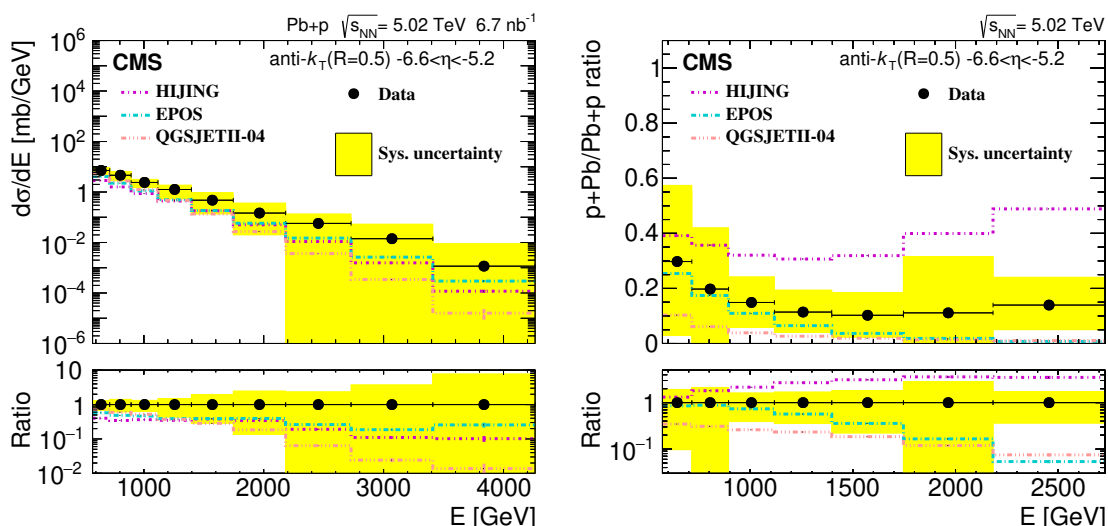 Pb+p √s_NN = 5.02 TeV 6.7 nb⁻¹
dσ/dE [mb/GeV]
10⁶
10⁴
10²
1
10⁻²
10⁻⁴
10⁻⁶
CMS
anti-k_T(R=0.5) -6.6<η<-5.2
HIJING
EPOS
QGSJETII-04
Data
Sys. uncertainty
Ratio
10
1
10⁻¹
10⁻²
1000 2000 3000 4000
E [GeV]
√s_NN = 5.02 TeV
p+Pb/Pb+p ratio
1
0.8
0.6
0.4
0.2
0
CMS
anti-k_T(R=0.5) -6.6<η<-5.2
HIJING
EPOS
QGSJETII-04
Data
Sys. uncertainty
Ratio
1
10⁻¹
1000 1500 2000 2500
E [GeV]